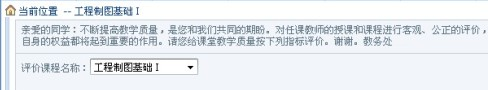 当前位置 -- 工程制图基础 I
亲爱的同学：不断提高教学质量，是您和我们共同的期盼。对任课教师的授课和课程进行客观、公正的评价，
自身的权益都将起到重要的作用。请您给课堂教学质量按下列指标评价。谢谢。教务处
评价课程名称： 工程制图基础 I